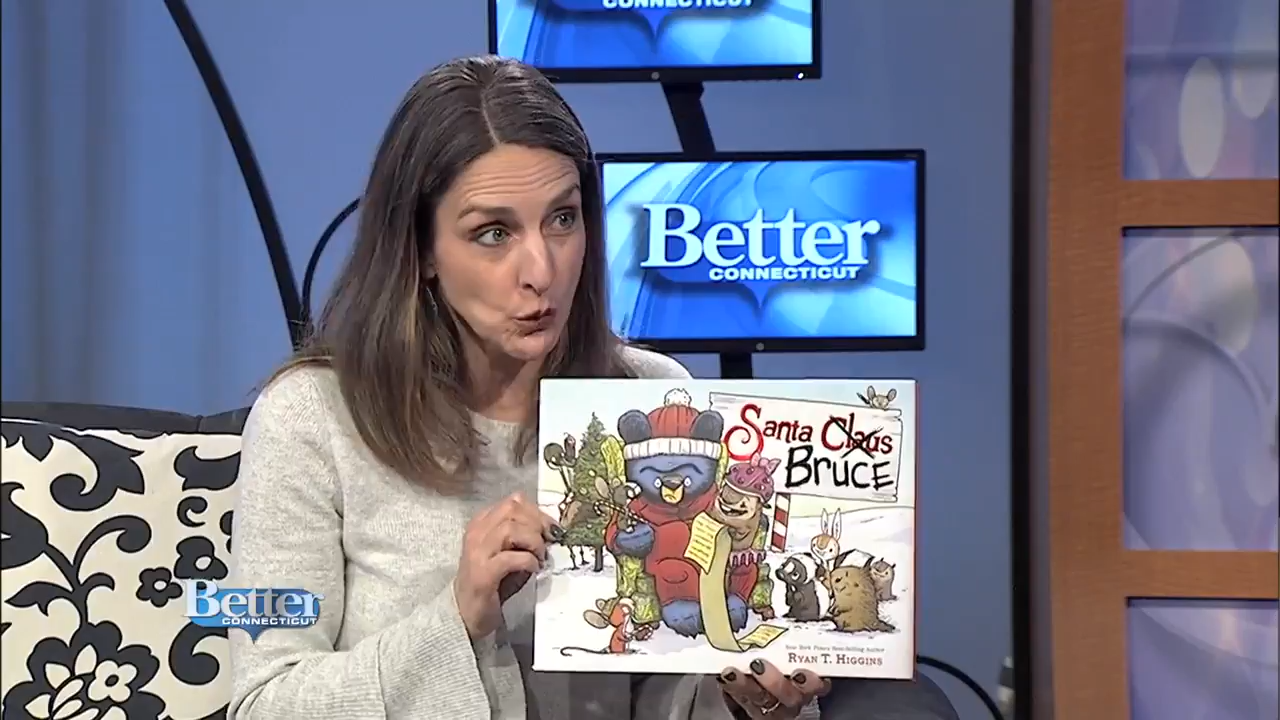 CONNECTICUT
Better
CONNECTICUT
Santa Claus
Bruce
New York Times Best-Selling Author
RYAN T. HIGGINS
Better
CONNECTICUT